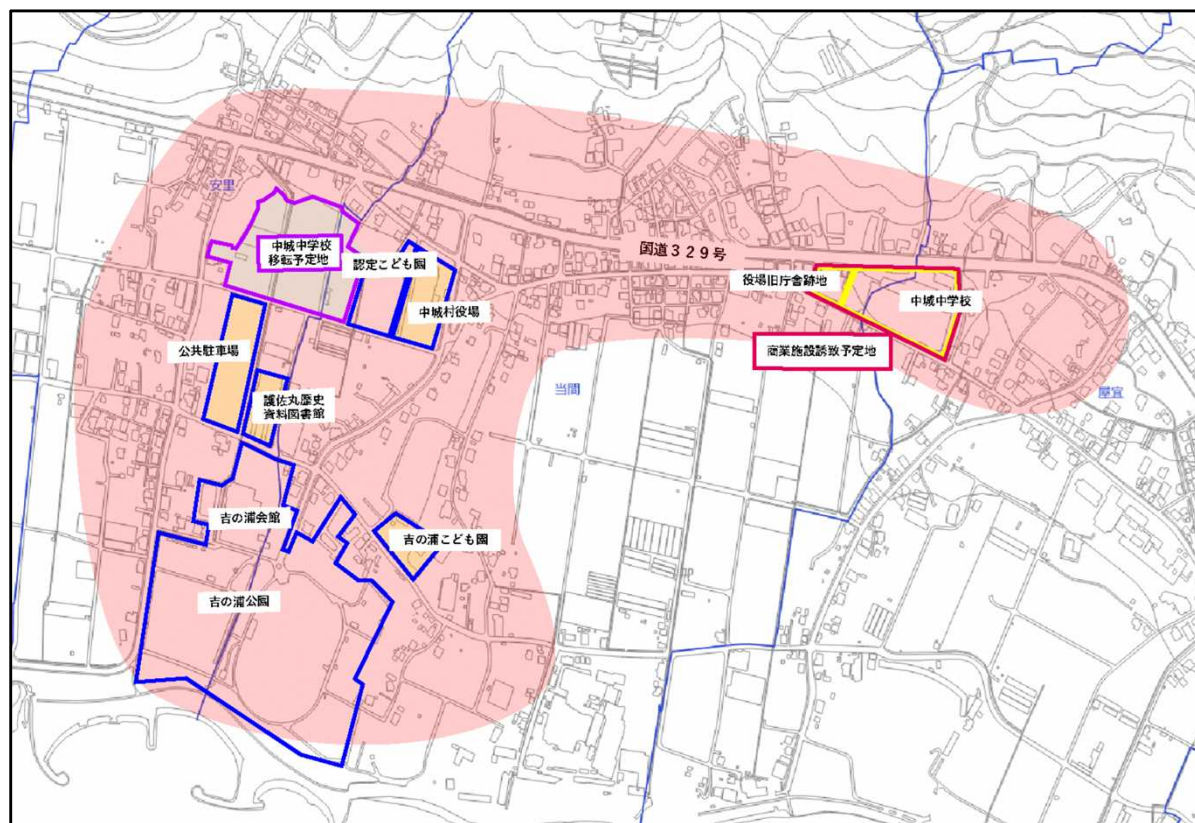 安里
中城中学校
移転予定地
認定こども園
中城村役場
国道329号
役場旧庁舎跡地
中城中学校
商業施設誘致予定地
公共駐車場
護佐丸歴史
資料図書館
当間
屋宜
吉の浦会館
吉の浦こども園
吉の浦公園